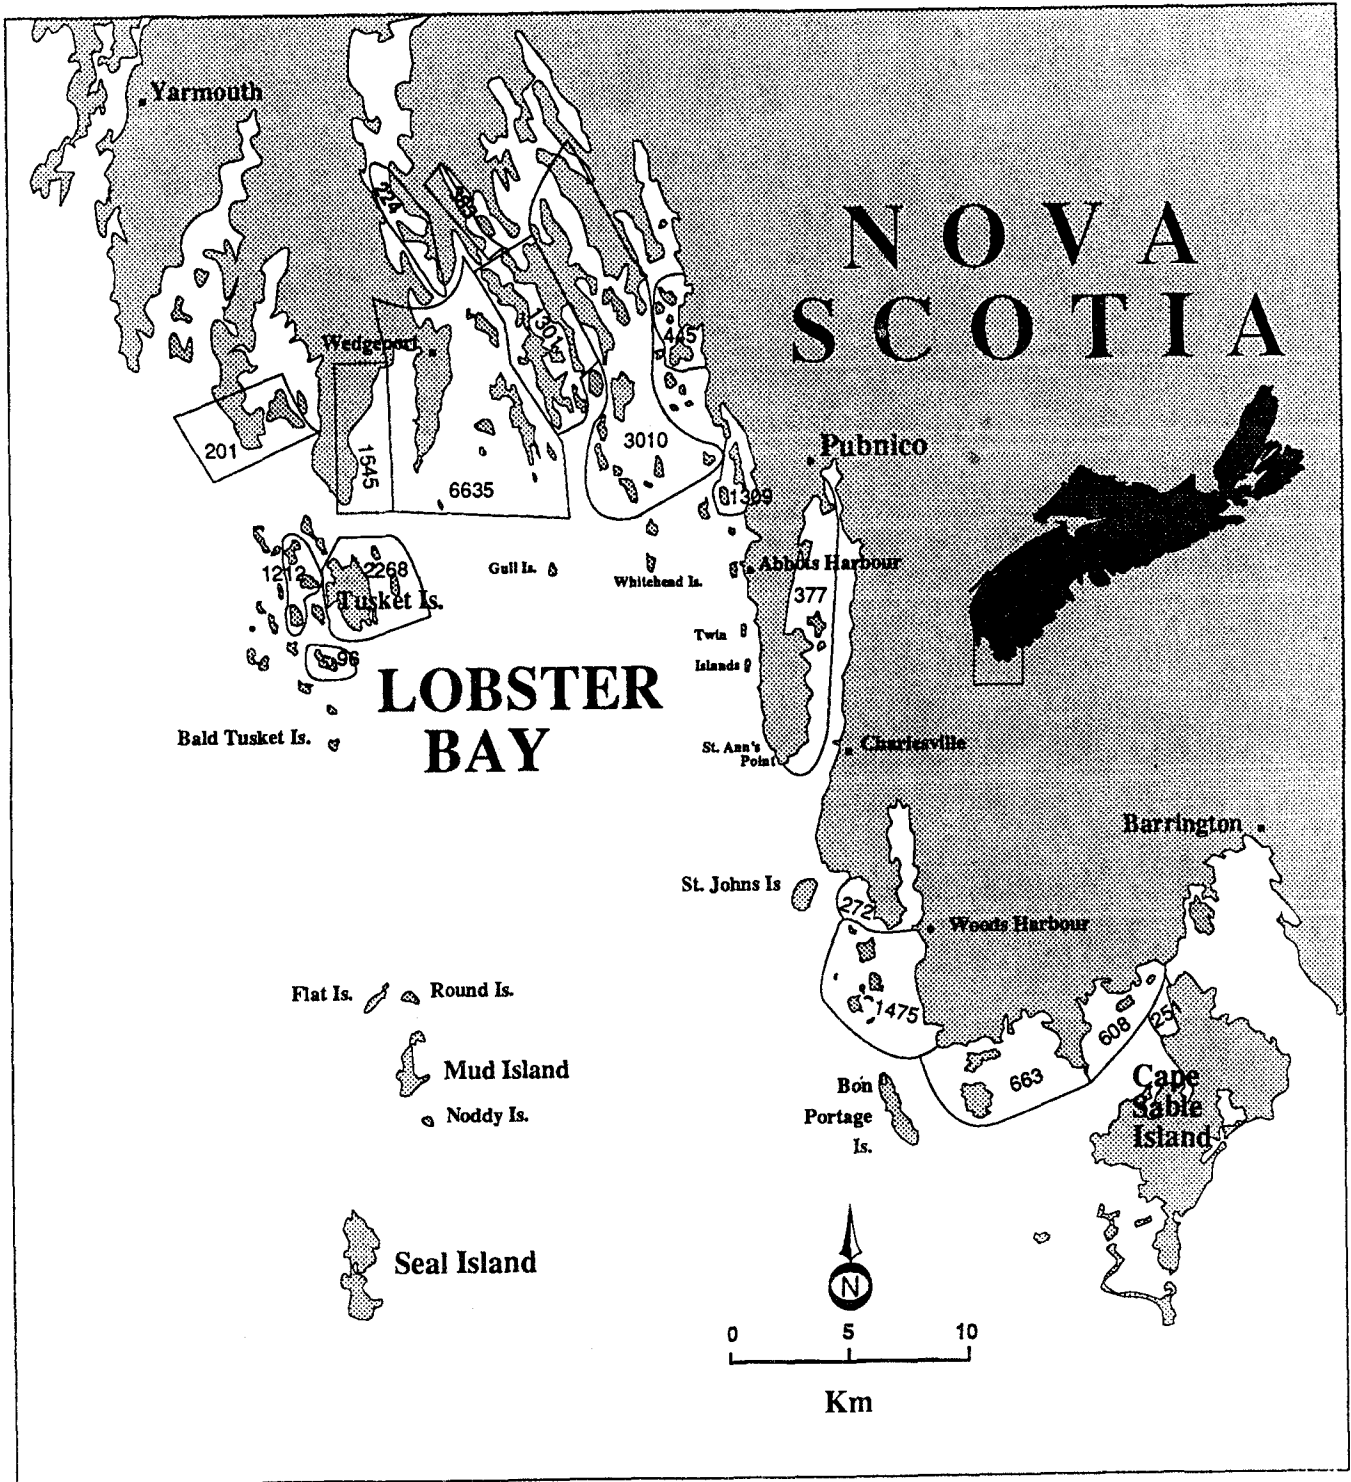 Yarmouth
NOVA
SCOTIA
224
Wedgeport
445
201
1545
6635
3010
Pubnico
1309
1212
2268
Tusket Is.
Gull Is.
Whitehead Is.
Abbots Harbour
377
Twin
Islands
96
LOBSTER
BAY
Bald Tusket Is.
St. Ann's
Point
Charlesville
Barrington
St. Johns Is
272
Woods Harbour
Flat Is.
Round Is.
1475
608
251
Mud Island
663
Noddy Is.
Bon
Portage
Is.
Cape
Sable
Island
Seal Island
N
0 5 10
Km